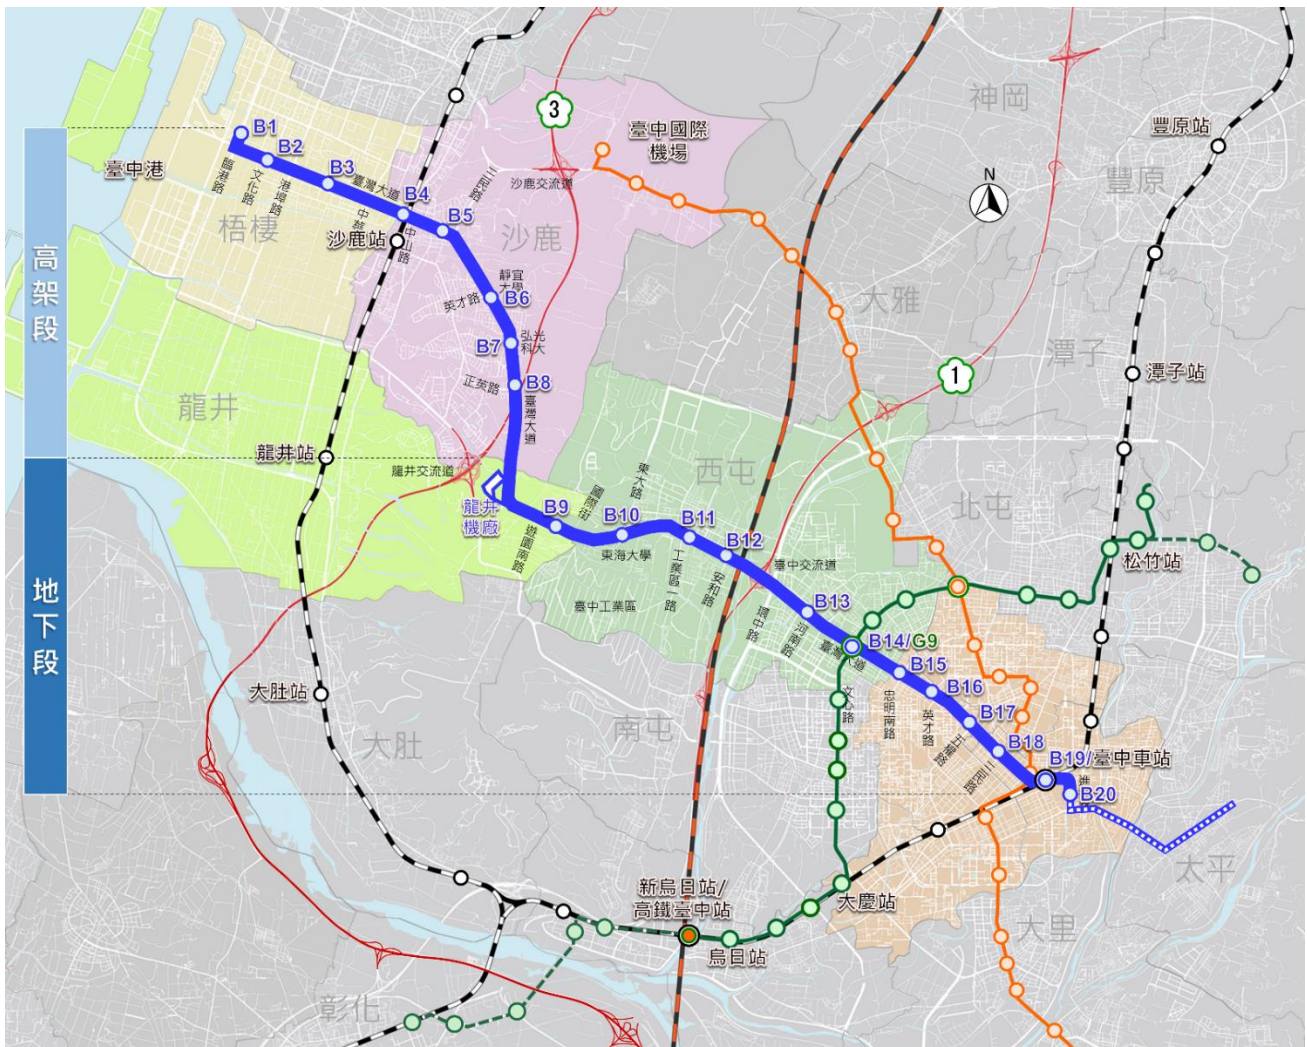 高架段
地下段
臺中港
梧棲
沙鹿
龍井
西屯
北屯
南屯
大肚
彰化
大里
太平
大雅
潭子
神岡
豐原
3
1
N
臺中國際
機場
豐原站
潭子站
松竹站
沙鹿站
龍井站
大肚站
新烏日站/
高鐵臺中站
烏日站
大慶站
沙鹿交流道
龍井交流道
臺中交流道
龍井
機廠
B1
B2
B3
B4
B5
B6
B7
B8
B9
B10
B11
B12
B13
B14/G9
B15
B16
B17
B18
B19/臺中車站
B20
臨港路
文化路
港埠路
臺灣大道
中華
中山路
三民路
靜宜
大學
英才路
弘光
科大
正英路
臺灣大道
遊園南路
國際街
東大路
東海大學
臺中工業區
工業區一路
安和路
環中路
河南路
臺灣大道
文心路
忠明南路
英才路
五權路
三民路
進